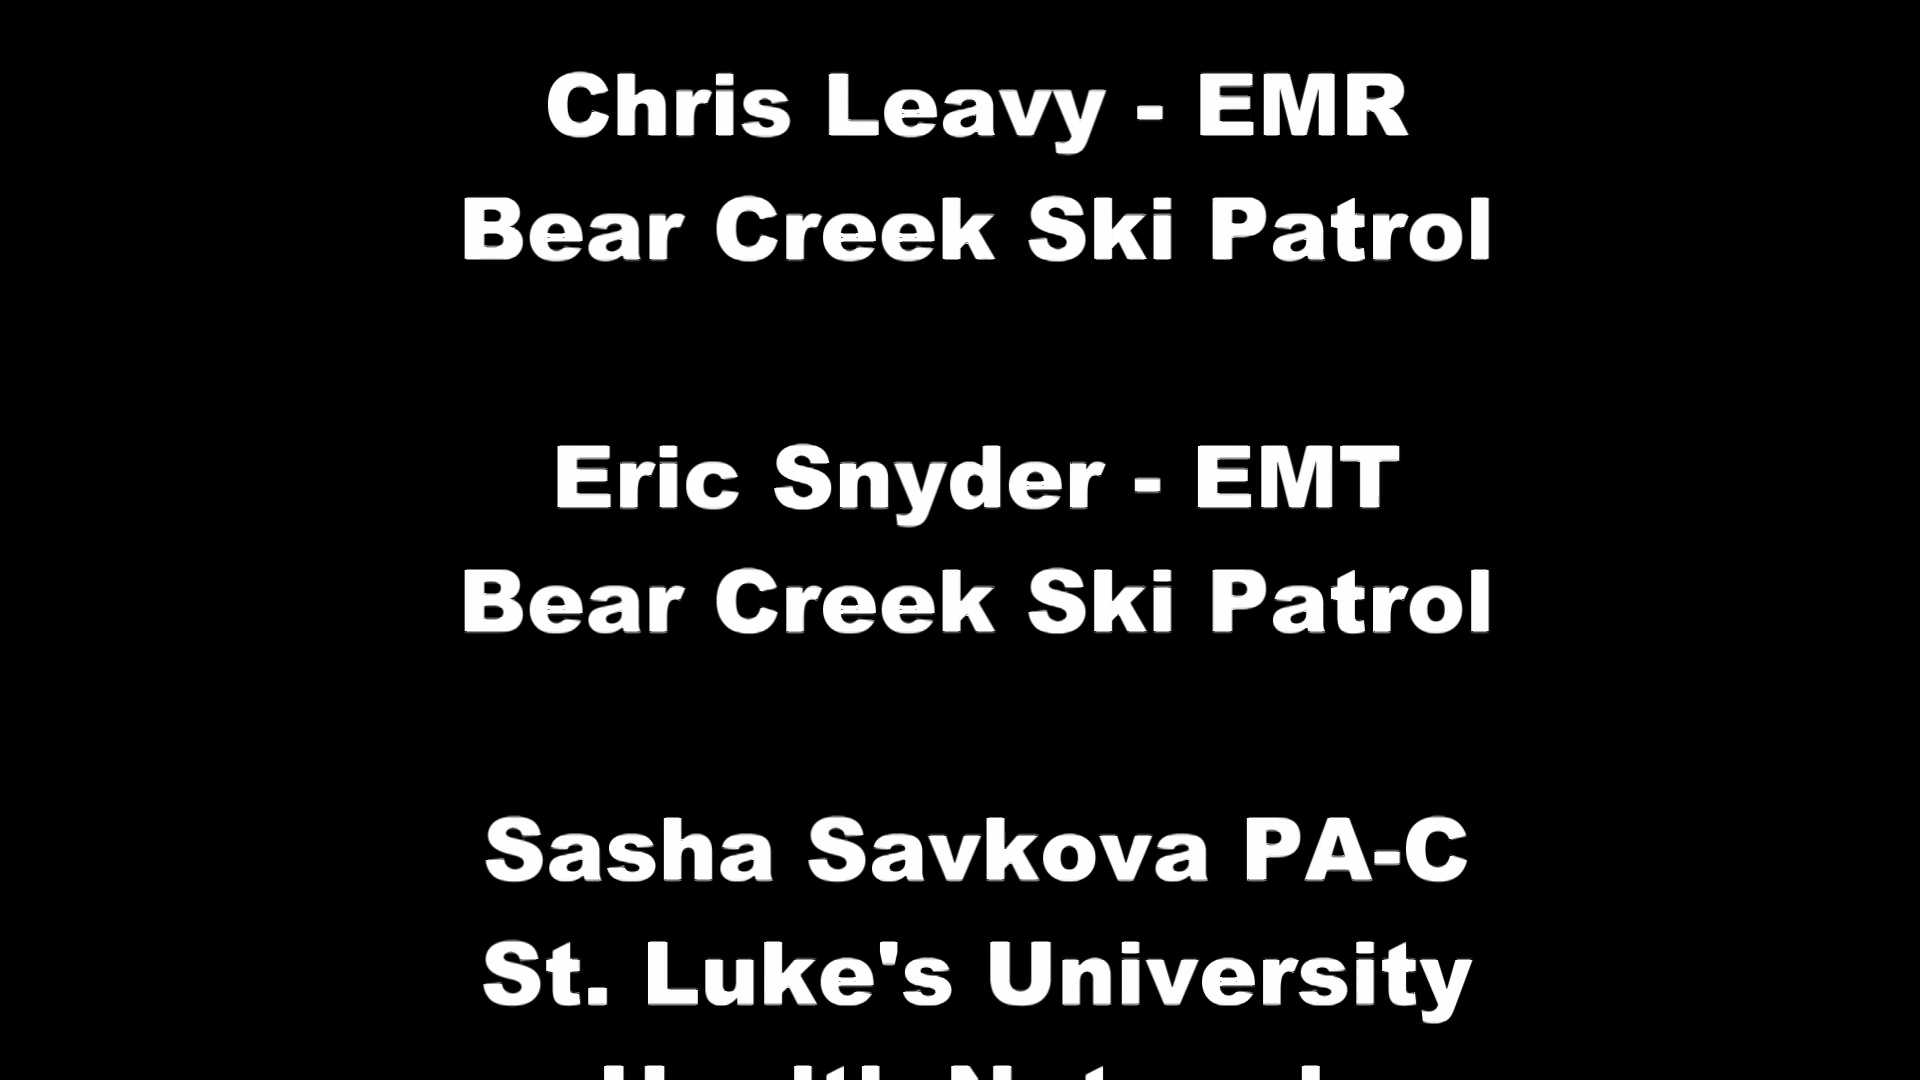 Chris Leavy - EMR
Bear Creek Ski Patrol
Eric Snyder - EMT
Bear Creek Ski Patrol
Sasha Savkova PA-C
St. Luke's University